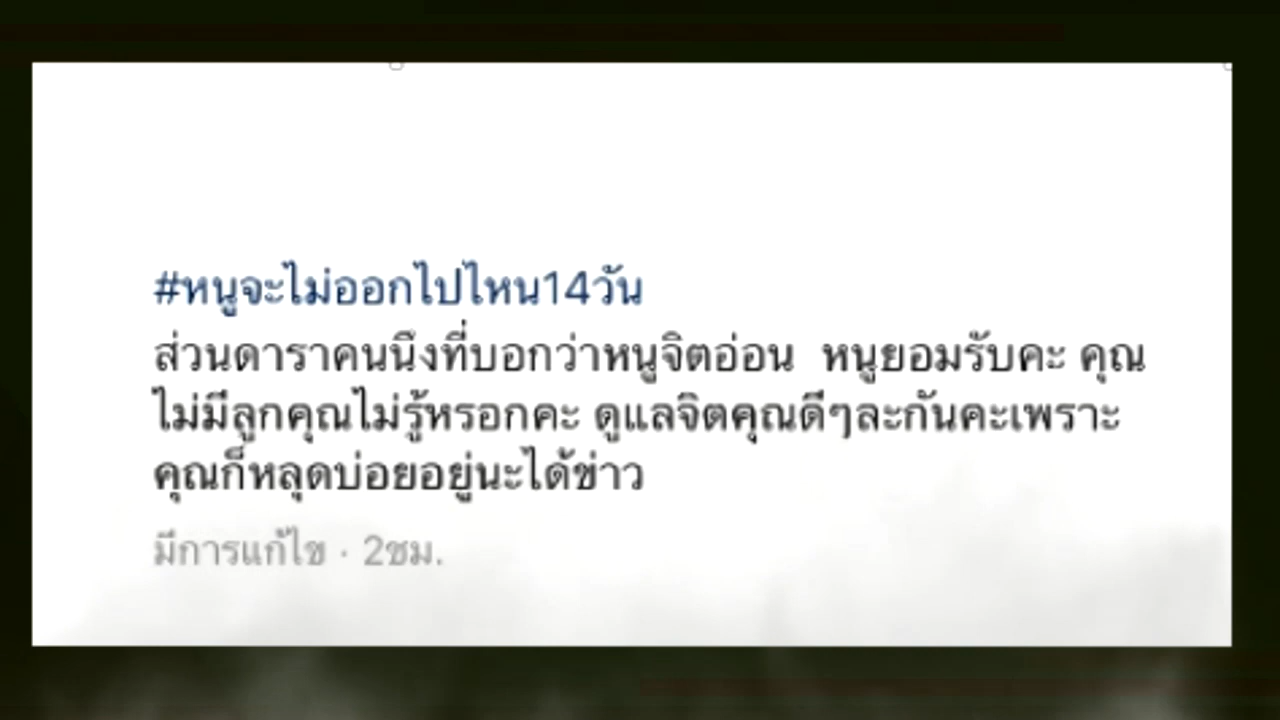 #หนูจะไม่ออกไปไหน14วัน
ส่วนดาราคนนึงที่บอกว่าหนูจิตอ่อน หนูยอมรับคะ คุณ
ไม่มีลูกคุณไม่รู้หรอกคะ ดูแลจิตคุณดีๆละกันคะเพราะ
คุณก็หลุดบ่อยอยู่นะได้ข่าว
มีการแก้ไข · 2ชม.